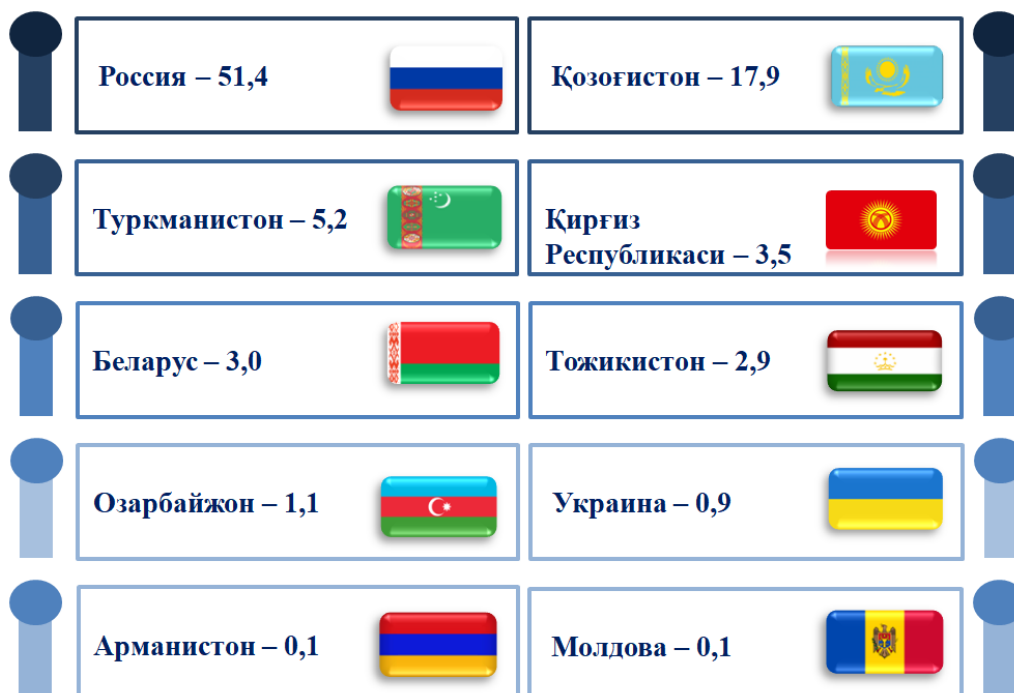 Россия – 51,4
Қозоғистон – 17,9
Туркманистон – 5,2
Қирғиз
Республикаси – 3,5
Беларус – 3,0
Тожикистон – 2,9
Озарбайжон – 1,1
Украина – 0,9
Арманистон – 0,1
Молдова – 0,1